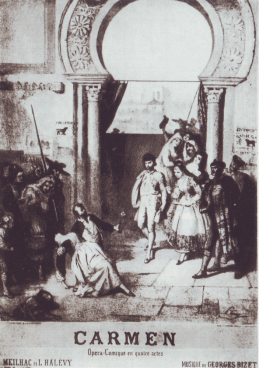 CARMEN
Opéra-Comique en quatre actes
MEILHAC et L. HALÉVY
MUSIQUE de GEORGES BIZET